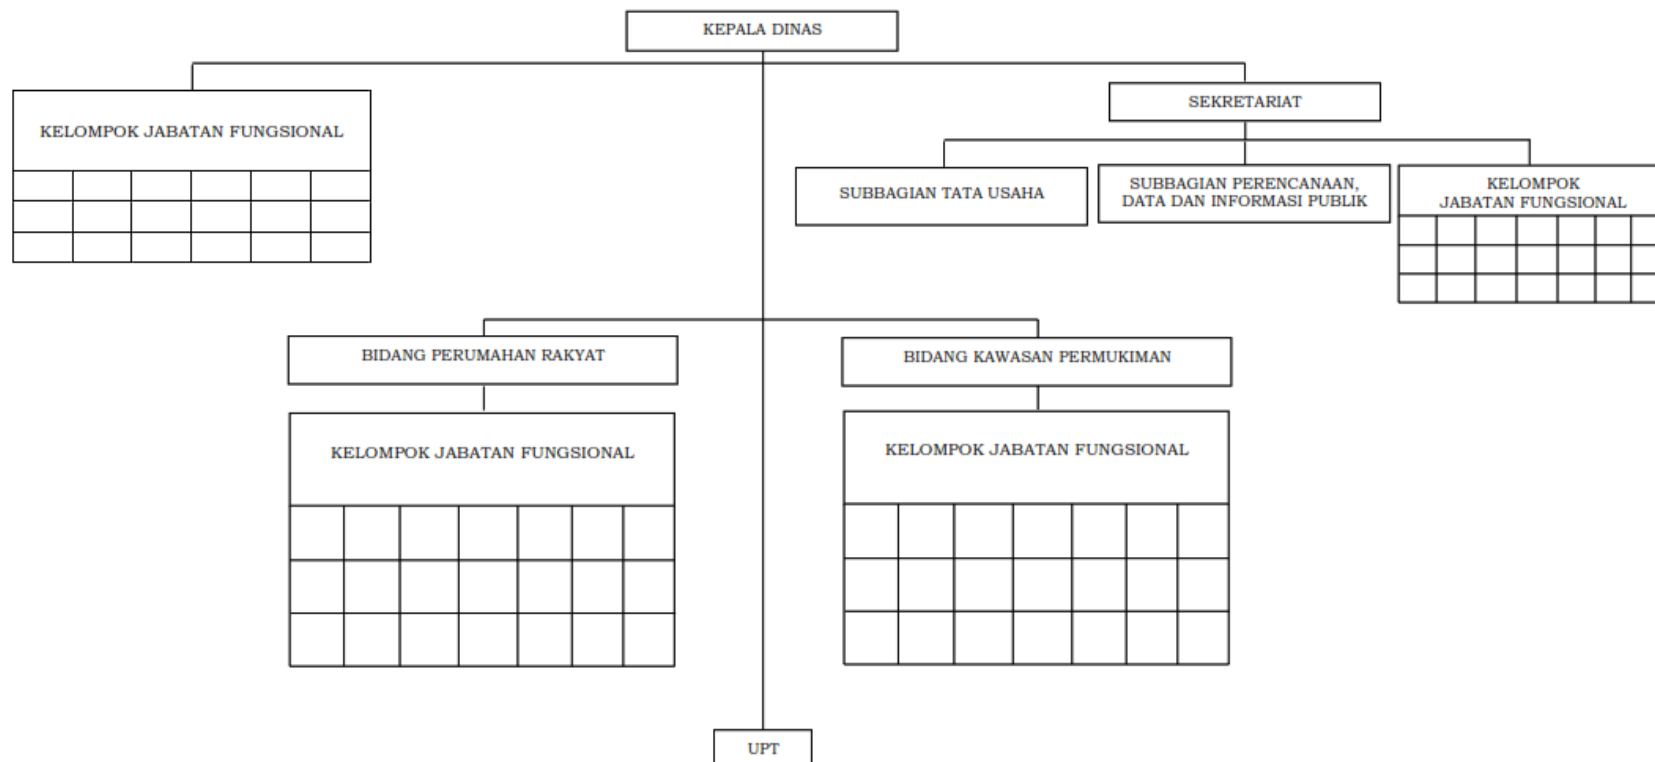 KEPALA DINAS
KELOMPOK JABATAN FUNGSIONAL
SEKRETARIAT
SUBBAGIAN TATA USAHA
SUBBAGIAN PERENCANAAN,
DATA DAN INFORMASI PUBLIK
KELOMPOK
JABATAN FUNGSIONAL
BIDANG PERUMAHAN RAKYAT
KELOMPOK JABATAN FUNGSIONAL
BIDANG KAWASAN PERMUKIMAN
KELOMPOK JABATAN FUNGSIONAL
UPT